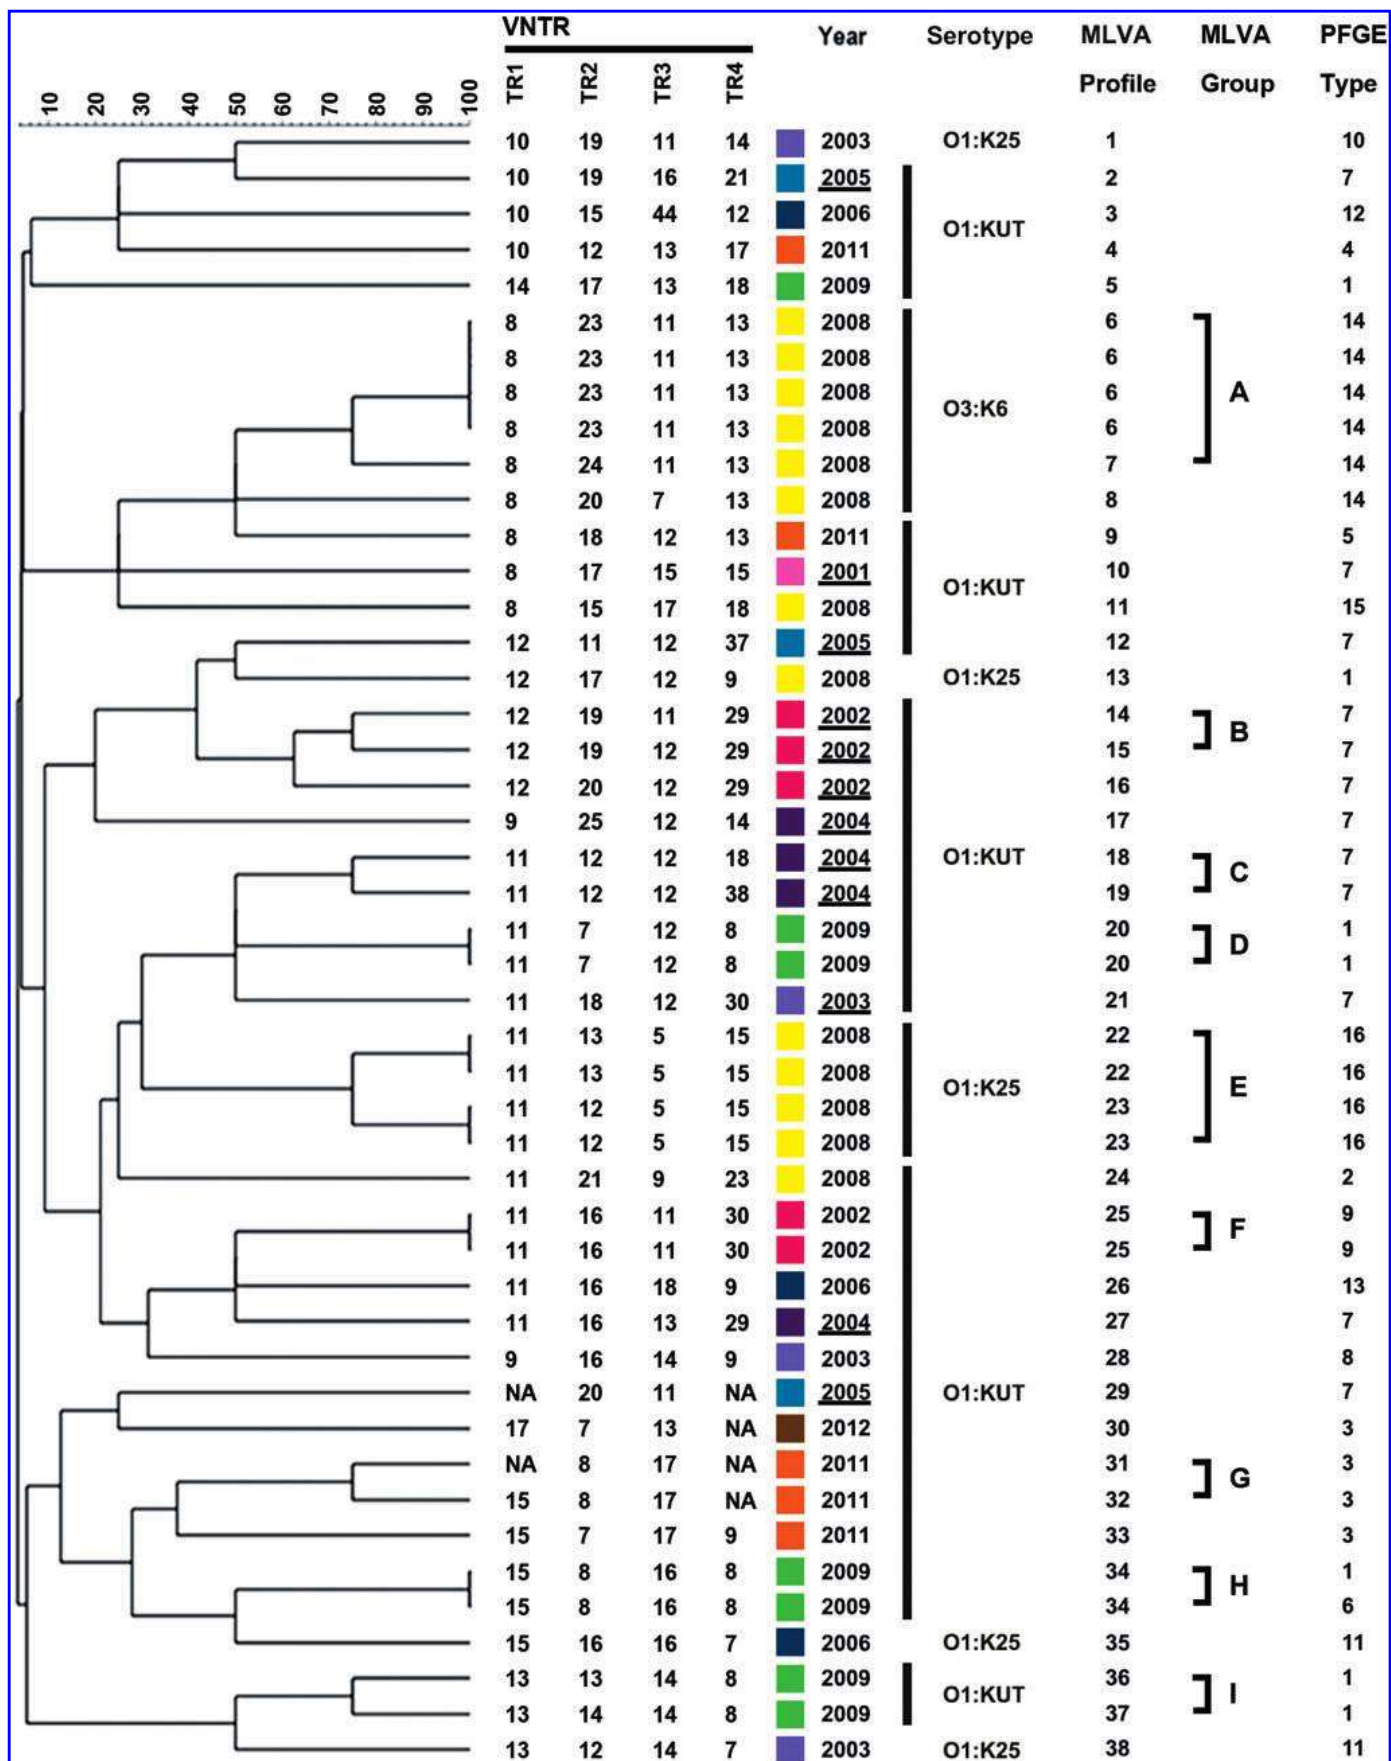 VNTR Year Serotype MLVA MLVA PFGE
10 20 30 40 50 60 70 80 90 100 TR1 TR2 TR3 TR4 Profile Group Type
10 19 11 14 2003 O1:K25 1 10
10 19 16 21 2005 2 7
10 15 44 12 2006 3 12
O1:KUT
10 12 13 17 2011 4 4
14 17 13 18 2009 5 1
8 23 11 13 2008 6 14
8 23 11 13 2008 6 14
8 23 11 13 2008 6 A 14
O3:K6
8 23 11 13 2008 6 14
8 24 11 13 2008 7 14
8 20 7 13 2008 8 14
8 18 12 13 2011 9 5
8 17 15 15 2001 10 7
O1:KUT
8 15 17 18 2008 11 15
12 11 12 37 2005 12 7
12 17 12 9 2008 O1:K25 13 1
12 19 11 29 2002 14 7
B
12 19 12 29 2002 15 7
12 20 12 29 2002 16 7
9 25 12 14 2004 17 7
11 12 12 18 2004 O1:KUT 18 7
C
11 12 12 38 2004 19 7
11 7 12 8 2009 20 1
D
11 7 12 8 2009 20 1
11 18 12 30 2003 21 7
11 13 5 15 2008 22 16
11 13 5 15 2008 22 16
O1:K25 E
11 12 5 15 2008 23 16
11 12 5 15 2008 23 16
11 21 9 23 2008 24 2
11 16 11 30 2002 25 9
F
11 16 11 30 2002 25 9
11 16 18 9 2006 26 13
11 16 13 29 2004 27 7
9 16 14 9 2003 28 8
NA 20 11 NA 2005 O1:KUT 29 7
17 7 13 NA 2012 30 3
NA 8 17 NA 2011 31 3
G
15 8 17 NA 2011 32 3
15 7 17 9 2011 33 3
15 8 16 8 2009 34 1
H
15 8 16 8 2009 34 6
15 16 16 7 2006 O1:K25 35 11
13 13 14 8 2009 36 1
O1:KUT I
13 14 14 8 2009 37 1
13 12 14 7 2003 O1:K25 38 11